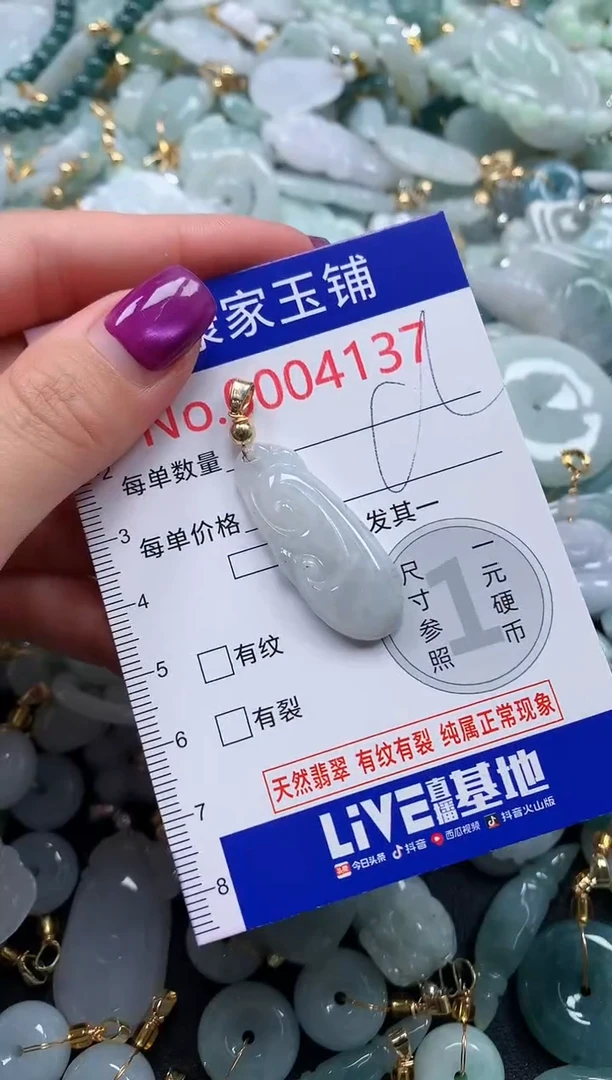 家玉铺
No.0004137
每单数量
每单价格
发其一
有纹
有裂
尺寸参照
1
一元硬币
2
3
4
5
6
7
8
天然翡翠 有纹有裂 纯属正常现象
LiVE直播基地
今日头条 抖音 西瓜视频 抖音火山版